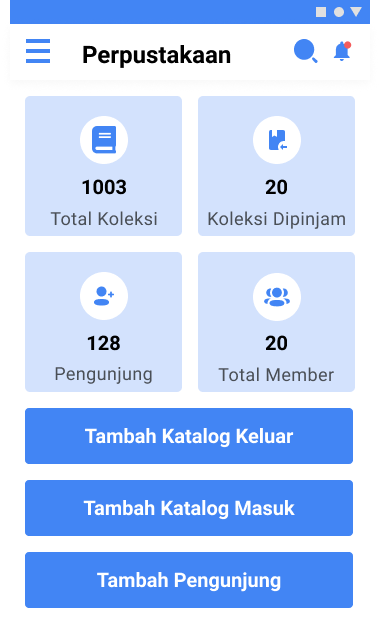 Perpustakaan
1003
Total Koleksi
20
Koleksi Dipinjam
128
Pengunjung
20
Total Member
Tambah Katalog Keluar
Tambah Katalog Masuk
Tambah Pengunjung